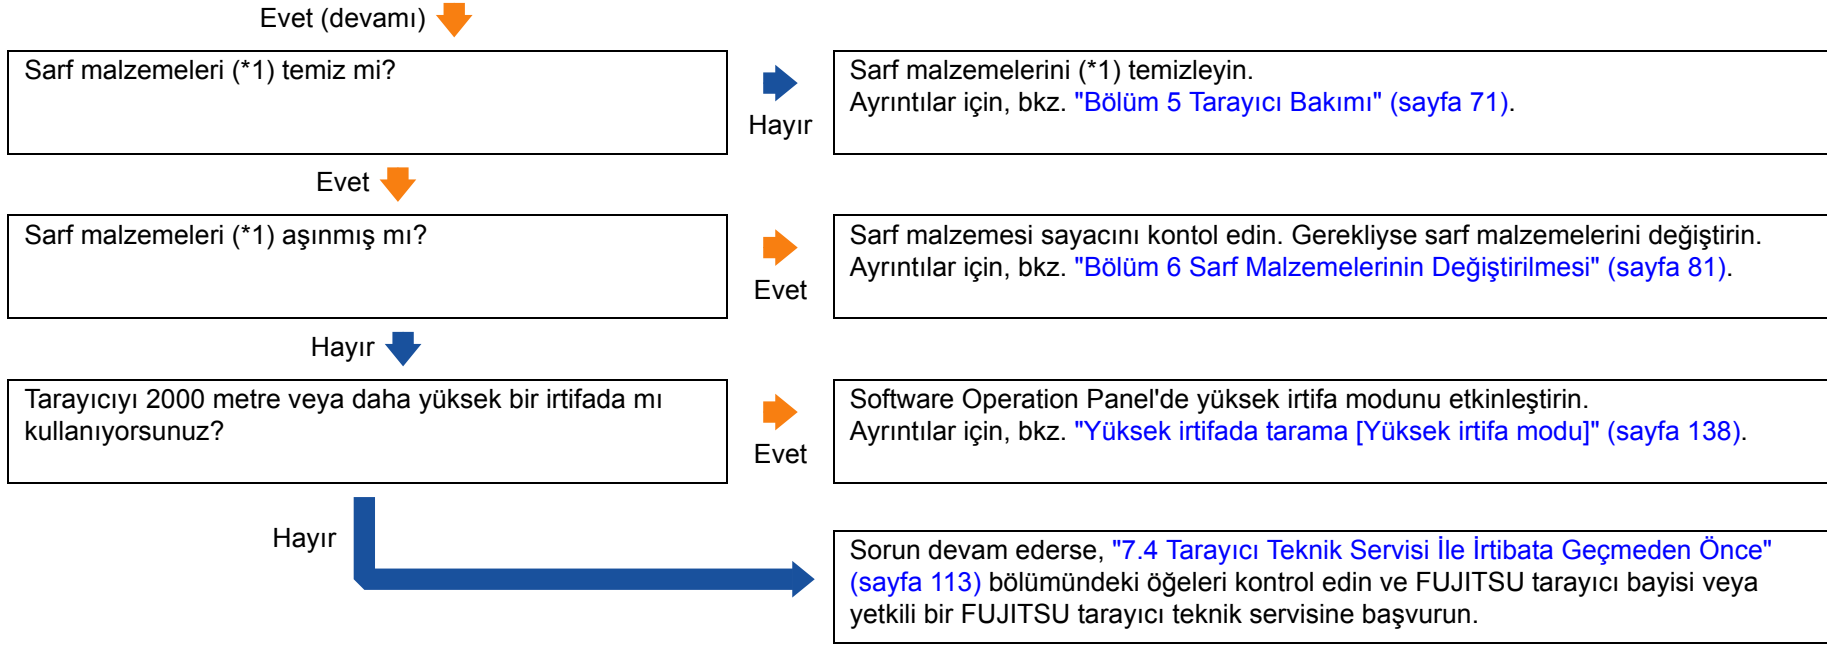 Evet (devamı)
Sarf malzemeleri (*1) temiz mi?
Hayır
Sarf malzemelerini (*1) temizleyin.
Ayrıntılar için, bkz. "Bölüm 5 Tarayıcı Bakımı" (sayfa 71).
Evet
Sarf malzemeleri (*1) aşınmış mı?
Evet
Sarf malzemesi sayacını kontol edin. Gerekliyse sarf malzemelerini değiştirin.
Ayrıntılar için, bkz. "Bölüm 6 Sarf Malzemelerinin Değiştirilmesi" (sayfa 81).
Hayır
Tarayıcıyı 2000 metre veya daha yüksek bir irtifada mı
kullanıyorsunuz?
Evet
Software Operation Panel'de yüksek irtifa modunu etkinleştirin.
Ayrıntılar için, bkz. "Yüksek irtifada tarama [Yüksek irtifa modu]" (sayfa 138).
Hayır
Sorun devam ederse, "7.4 Tarayıcı Teknik Servisi İle İrtibata Geçmeden Önce"
(sayfa 113) bölümündeki öğeleri kontrol edin ve FUJITSU tarayıcı bayisi veya
yetkili bir FUJITSU tarayıcı teknik servisine başvurun.